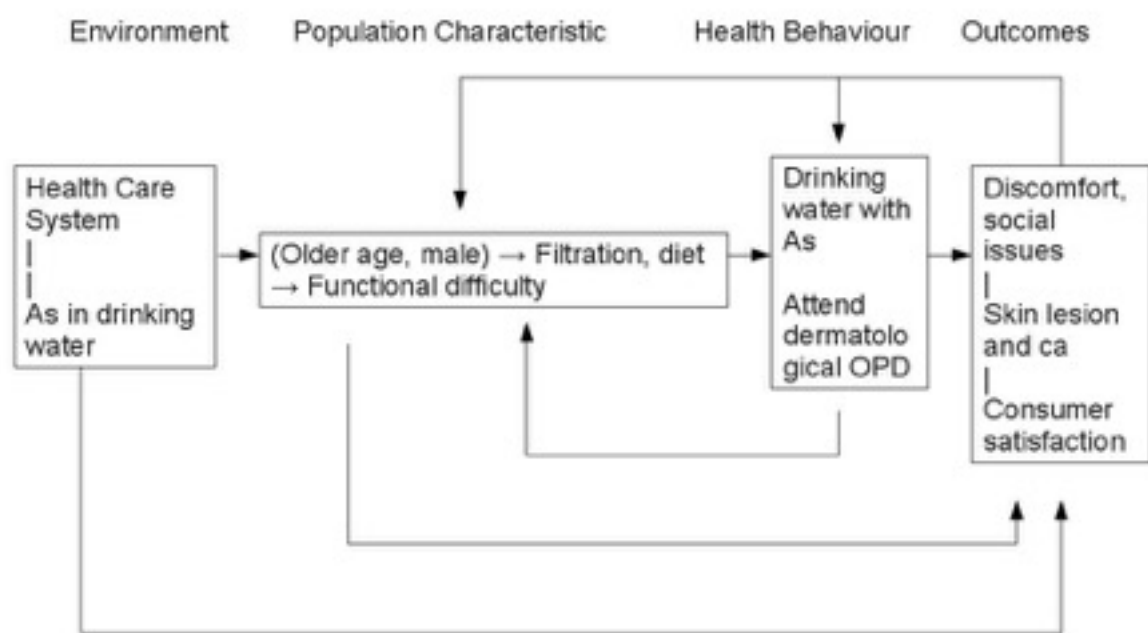 Environment Population Characteristic Health Behaviour Outcomes
Health Care
System
|
|
As in drinking
water
(Older age, male) → Filtration, diet
→ Functional difficulty
Drinking
water with
As
Attend
dermatolo
gical OPD
Discomfort,
social
issues
|
Skin lesion
and ca
|
Consumer
satisfaction